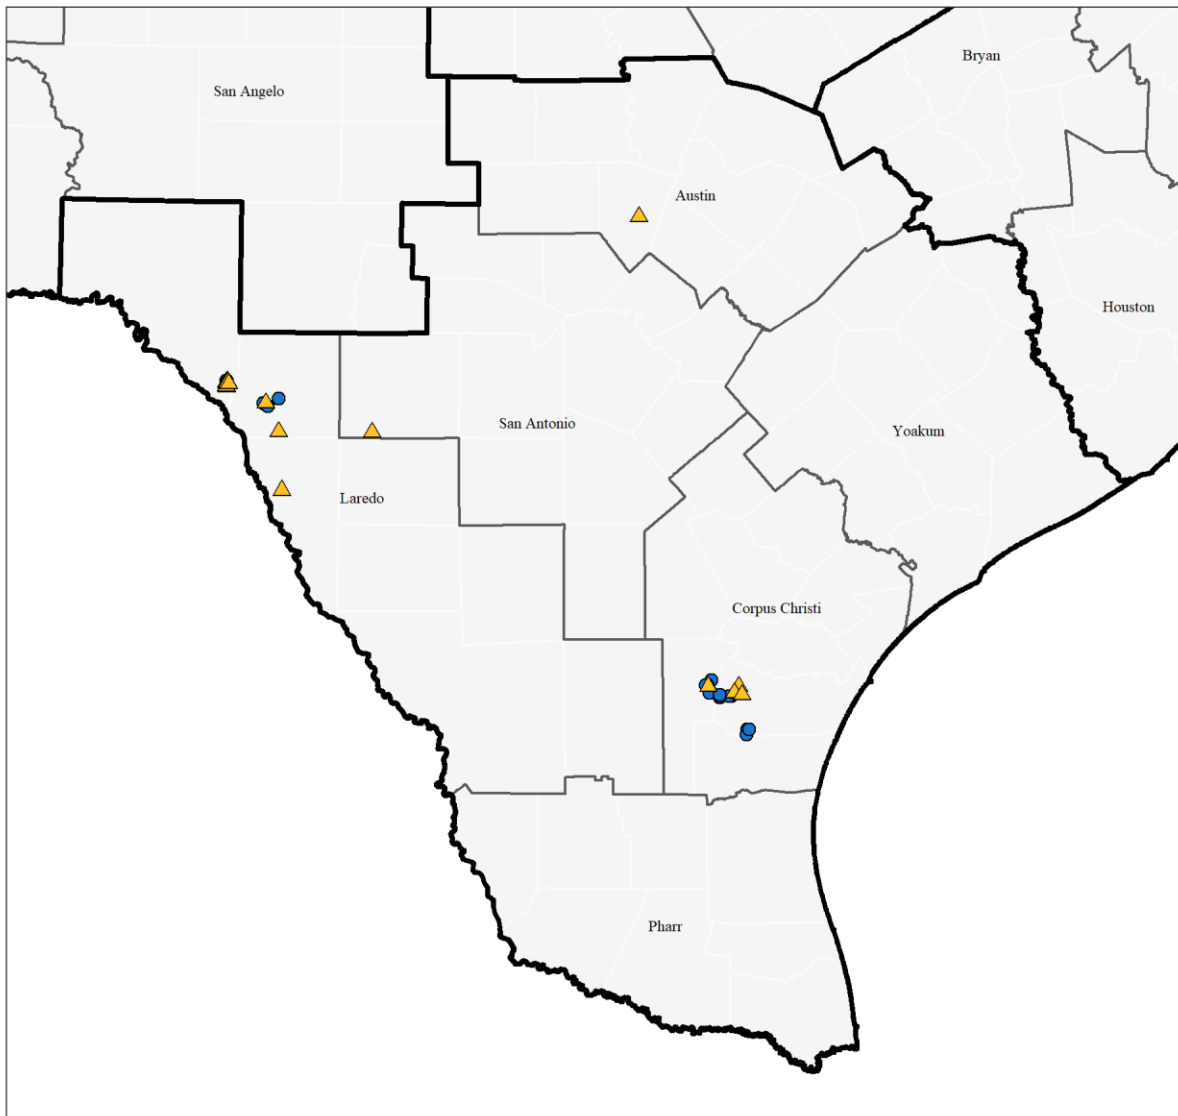 Bryan
San Angelo
Austin
Houston
San Antonio
Yoakum
Laredo
Corpus Christi
Pharr